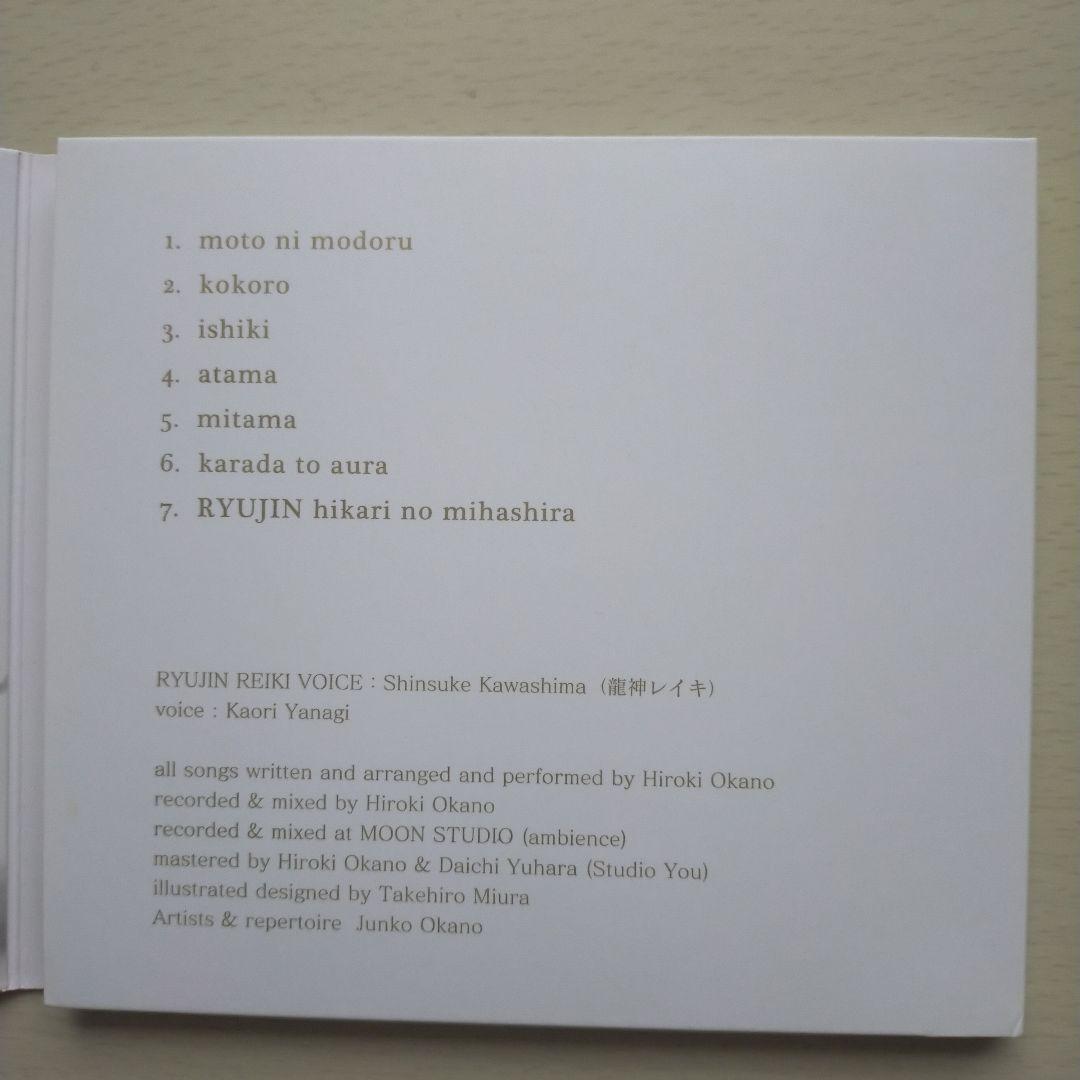 1. moto ni modoru
2. kokoro
3. ishiki
4. atama
5. mitama
6. karada to aura
7. RYUJIN hikari no mihashira
RYUJIN REIKI VOICE : Shinsuke Kawashima (龍神レイキ)
voice : Kaori Yanagi
all songs written and arranged and performed by Hiroki Okano
recorded & mixed by Hiroki Okano
recorded & mixed at MOON STUDIO (ambience)
mastered by Hiroki Okano & Daichi Yuhara (Studio You)
illustrated designed by Takehiro Miura
Artists & repertoire Junko Okano